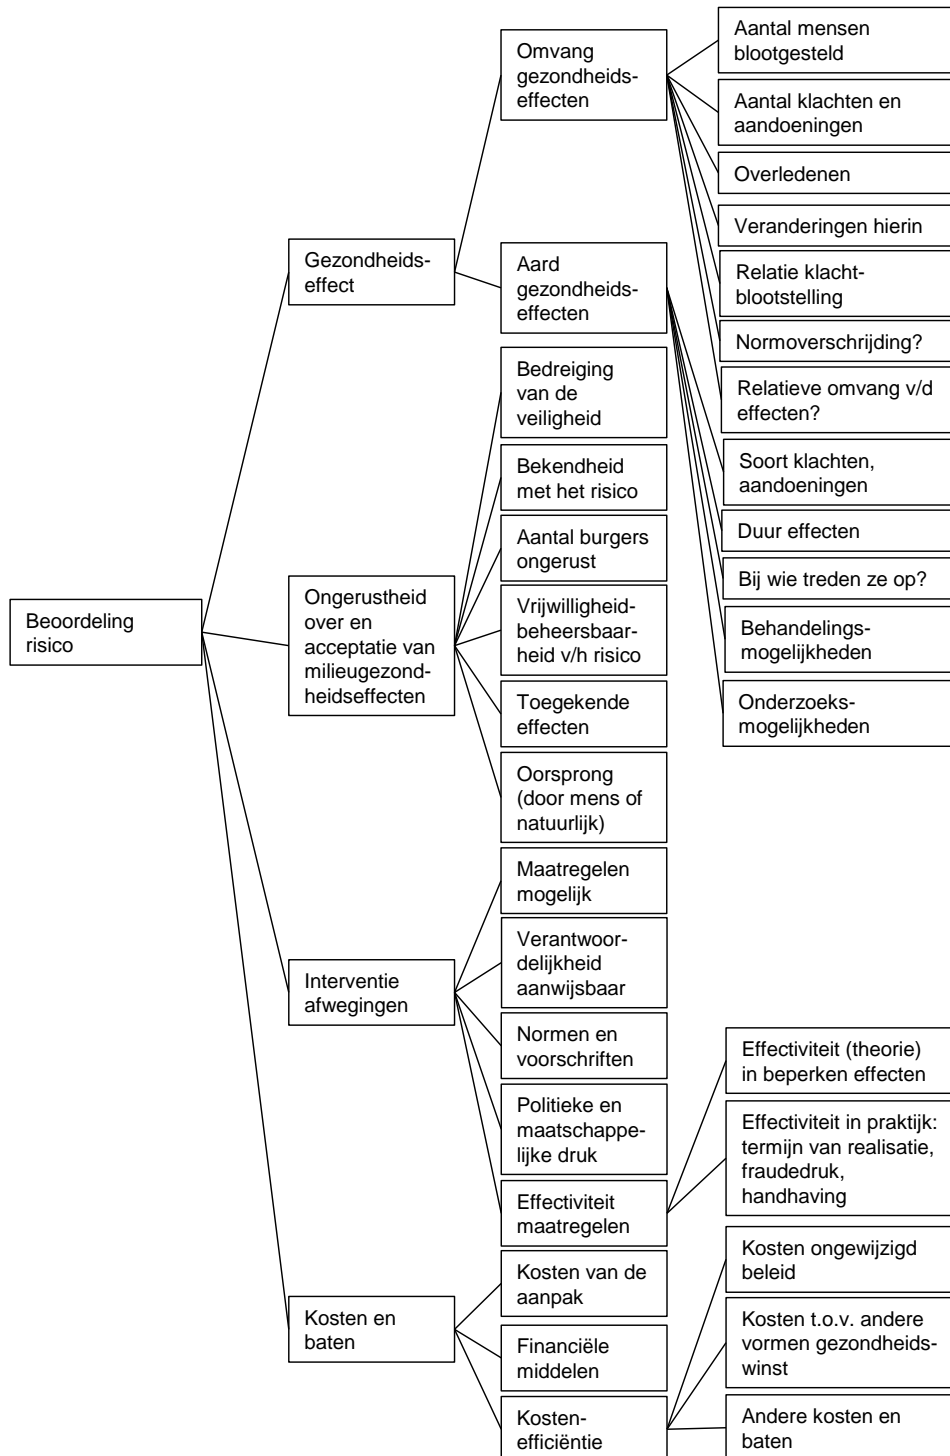 Beoordeling
risico
Gezondheids-
effect
Omvang
gezondheids-
effecten
Aantal mensen
blootgesteld
Aantal klachten en
aandoeningen
Overledenen
Veranderingen hierin
Relatie klacht-
blootstelling
Normoverschrijding?
Relatieve omvang v/d
effecten?
Aard
gezondheids-
effecten
Soort klachten,
aandoeningen
Duur effecten
Bij wie treden ze op?
Behandelings-
mogelijkheden
Onderzoeks-
mogelijkheden
Ongerustheid
over en
acceptatie van
milieugezond-
heidseffecten
Bedreiging
van de
veiligheid
Bekendheid
met het risico
Aantal burgers
ongerust
Vrijwilligheid-
beheersbaar-
heid v/h risico
Toegekende
effecten
Oorsprong
(door mens of
natuurlijk)
Interventie
afwegingen
Maatregelen
mogelijk
Verantwoor-
delijkheid
aanwijsbaar
Normen en
voorschriften
Politieke en
maatschappe-
lijke druk
Effectiviteit
maatregelen
Effectiviteit (theorie)
in beperken effecten
Effectiviteit in praktijk:
termijn van realisatie,
fraudedruk,
handhaving
Kosten en
baten
Kosten van de
aanpak
Financiële
middelen
Kosten-
efficiëntie
Kosten ongewijzigd
beleid
Kosten t.o.v. andere
vormen gezondheids-
winst
Andere kosten en
baten